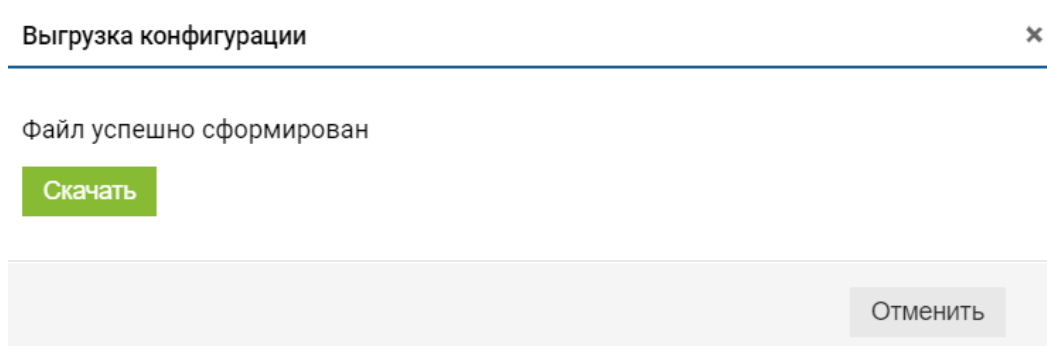 Выгрузка конфигурации
Файл успешно сформирован
Скачать
Отменить